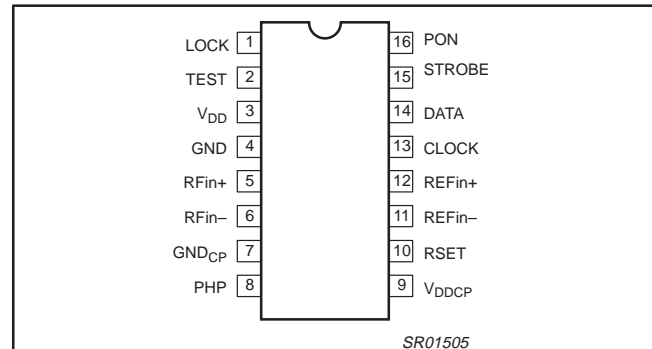 LOCK 1 16 PON
TEST 2 15 STROBE
VDD 3 14 DATA
GND 4 13 CLOCK
RFin+ 5 12 REFin+
RFin– 6 11 REFin–
GNDCP 7 10 RSET
PHP 8 9 VDDCP
SR01505